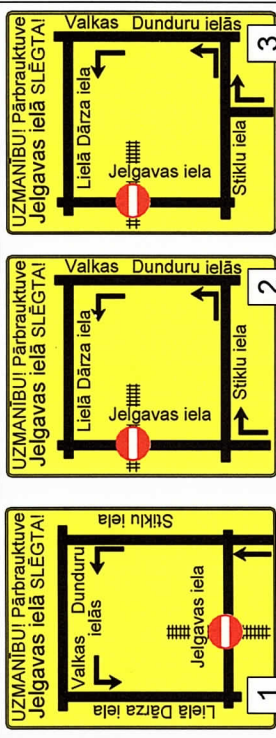 UZMANĪBU! Pārbrauktuve
Jelgavas ielā SLĒGTA!
Valkas Dunduru
ielās
Stiklu iela
Lielā Dārza iela
Jelgavas iela
1
UZMANĪBU! Pārbrauktuve
Jelgavas ielā SLĒGTA!
Valkas Dunduru ielās
Lielā Dārza iela
Jelgavas iela
Stiklu iela
2
UZMANĪBU! Pārbrauktuve
Jelgavas ielā SLĒGTA!
Valkas Dunduru ielās
Lielā Dārza iela
Jelgavas iela
Stiklu iela
3